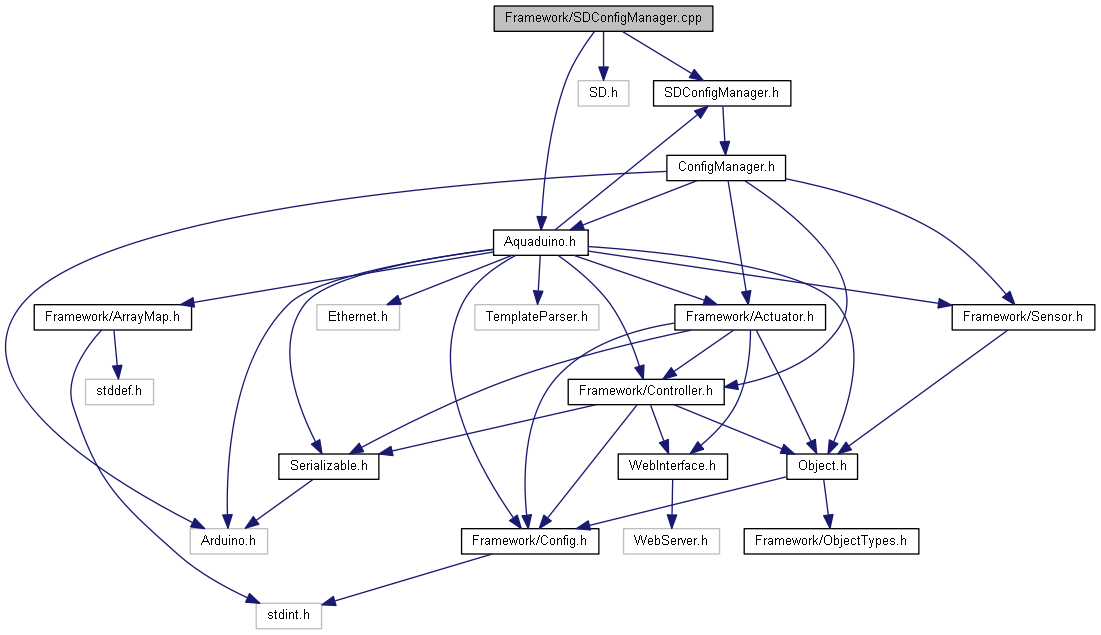 Framework/SDConfigManager.cpp
SD.h
SDConfigManager.h
ConfigManager.h
Aquaduino.h
Framework/ArrayMap.h
Ethernet.h
TemplateParser.h
Framework/Actuator.h
Framework/Sensor.h
stddef.h
Framework/Controller.h
Serializable.h
WebInterface.h
Object.h
Arduino.h
Framework/Config.h
WebServer.h
Framework/ObjectTypes.h
stdint.h